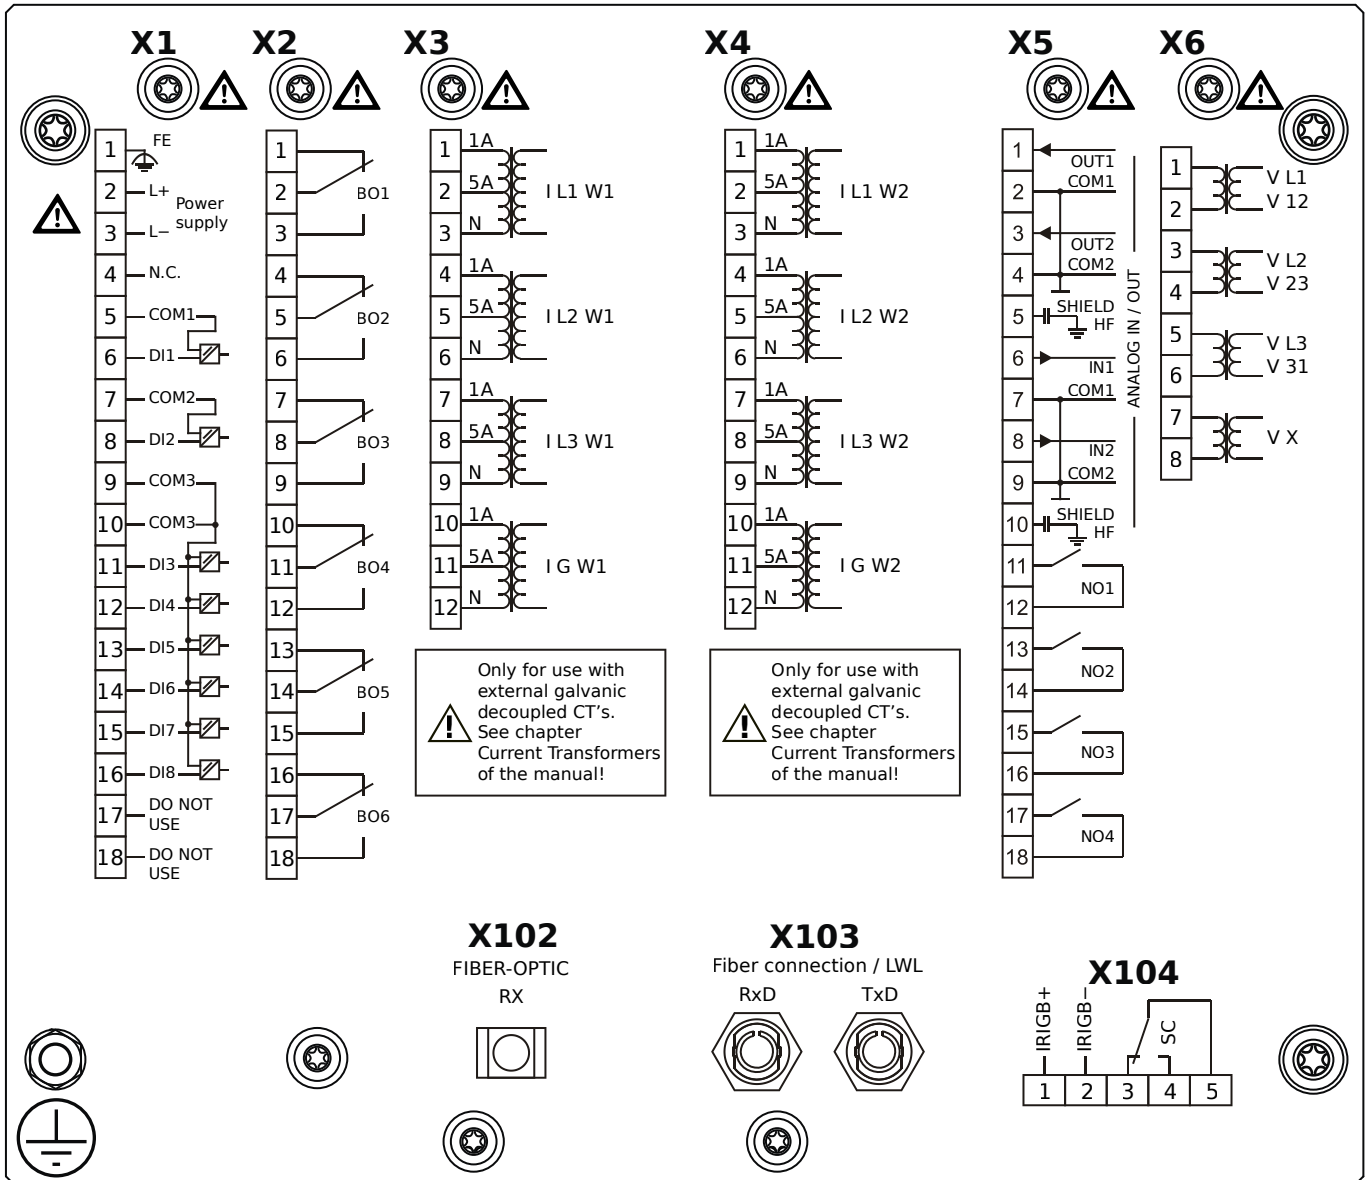 X1 X2 X3 X4 X5 X6
1 FE
2 L+ Power
3 L− supply
4 N.C.
5 COM1
6 DI1
7 COM2
8 DI2
9 COM3
10 COM3
11 DI3
12 DI4
13 DI5
14 DI6
15 DI7
16 DI8
17 DO NOT
USE
18 DO NOT
USE
1
2 BO1
3
4
5 BO2
6
7
8 BO3
9
10
11 BO4
12
13
14 BO5
15
16
17 BO6
18
1 1A
2 5A I L1 W1
3 N
4 1A
5 5A I L2 W1
6 N
7 1A
8 5A I L3 W1
9 N
10 1A
11 5A I G W1
12 N
Only for use with
external galvanic
decoupled CT's.
See chapter
Current Transformers
of the manual!
1 1A
2 5A I L1 W2
3 N
4 1A
5 5A I L2 W2
6 N
7 1A
8 5A I L3 W2
9 N
10 1A
11 5A I G W2
12 N
Only for use with
external galvanic
decoupled CT's.
See chapter
Current Transformers
of the manual!
1 OUT1
2 COM1
3 OUT2
4 COM2
5 SHIELD
HF
6 IN1
7 COM1
8 IN2
9 COM2
10 SHIELD
HF
ANALOG IN / OUT
11
NO1
12
13
NO2
14
15
NO3
16
17
NO4
18
1 V L1
2 V 12
3 V L2
4 V 23
5 V L3
6 V 31
7 V X
8
X102
FIBER-OPTIC
RX
X103
Fiber connection / LWL
RxD TxD
X104
IRIGB+
IRIGB−
SC
1 2 3 4 5